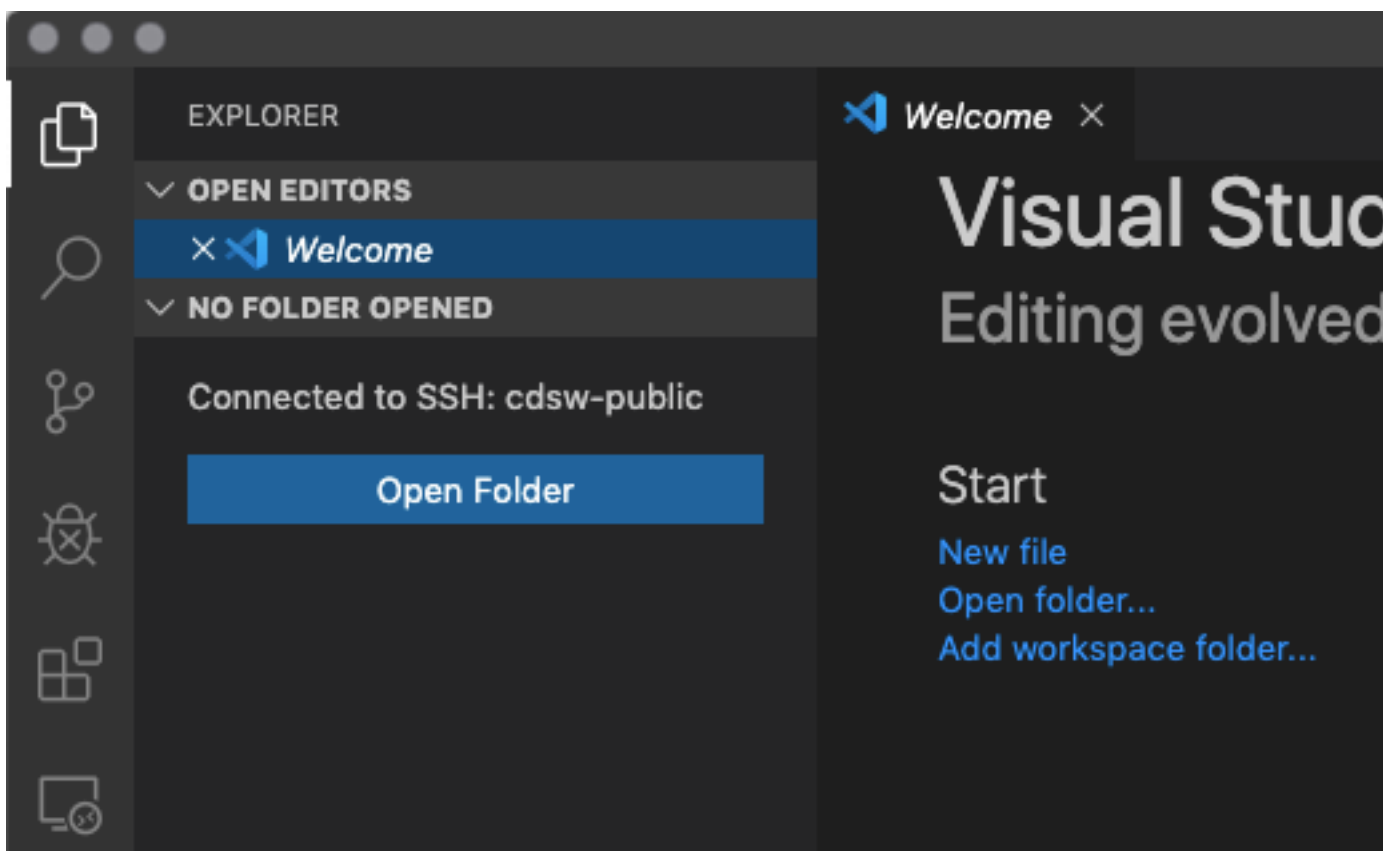 EXPLORER
OPEN EDITORS
Welcome
NO FOLDER OPENED
Connected to SSH: cdsw-public
Open Folder
Welcome
Visual
Editing evolved
Start
New file
Open folder...
Add workspace folder...